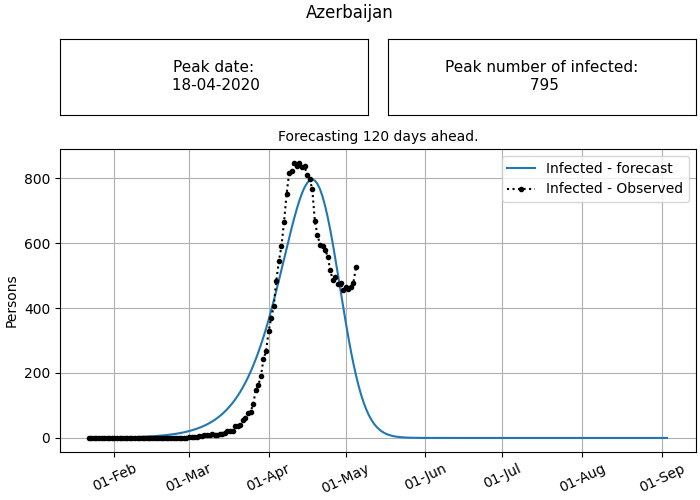 Azerbaijan
Peak date:
18-04-2020
Peak number of infected:
795
Forecasting 120 days ahead.
Infected - forecast
Infected - Observed
Persons
800
600
400
200
0
01-Feb
01-Mar
01-Apr
01-May
01-Jun
01-Jul
01-Aug
01-Sep